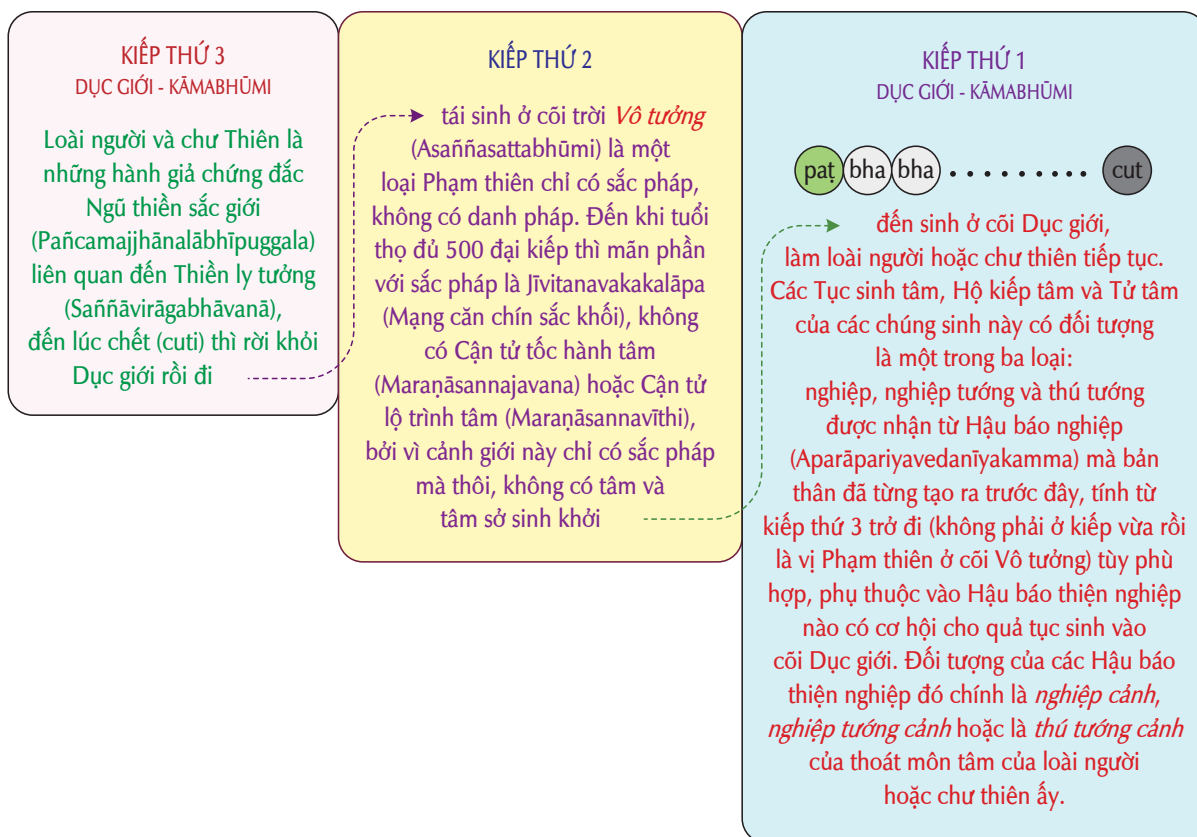 KIẾP THỨ 3
DỤC GIỚI - KĀMABHŪMI
Loài người và chư Thiên là
những hành giả chứng đắc
Ngũ thiền sắc giới
(Pañcamajjhānalābhīpuggala)
liên quan đến Thiền ly tưởng
(Saññāvirāgabhāvanā),
đến lúc chết (cuti) thì rời khỏi
Dục giới rồi đi
KIẾP THỨ 2
tái sinh ở cõi trời Vô tưởng
(Asaññasattabhūmi) là một
loại Phạm thiên chỉ có sắc pháp,
không có danh pháp. Đến khi tuổi
thọ đủ 500 đại kiếp thì mãn phần
với sắc pháp là Jīvitanavakakalāpa
(Mạng căn chín sắc khối), không
có Cận tử tốc hành tâm
(Maraṇāsannajavana) hoặc Cận tử
lộ trình tâm (Maraṇāsannavīthi),
bởi vì cảnh giới này chỉ có sắc pháp
mà thôi, không có tâm và
tâm sở sinh khởi
KIẾP THỨ 1
DỤC GIỚI - KĀMABHŪMI
paṭ bha bha . . . . . . . . . . cut
đến sinh ở cõi Dục giới,
làm loài người hoặc chư thiên tiếp tục.
Các Tục sinh tâm, Hộ kiếp tâm và Tử tâm
của các chúng sinh này có đối tượng
là một trong ba loại:
nghiệp, nghiệp tướng và thú tướng
được nhận từ Hậu báo nghiệp
(Aparāpariyavedanīyakamma) mà bản
thân đã từng tạo ra trước đây, tính từ
kiếp thứ 3 trở đi (không phải ở kiếp vừa rồi
là vị Phạm thiên ở cõi Vô tưởng) tùy phù
hợp, phụ thuộc vào Hậu báo thiện nghiệp
nào có cơ hội cho quả tục sinh vào
cõi Dục giới. Đối tượng của các Hậu báo
thiện nghiệp đó chính là nghiệp cảnh,
nghiệp tướng cảnh hoặc là thú tướng cảnh
của thoát môn tâm của loài người
hoặc chư thiên ấy.